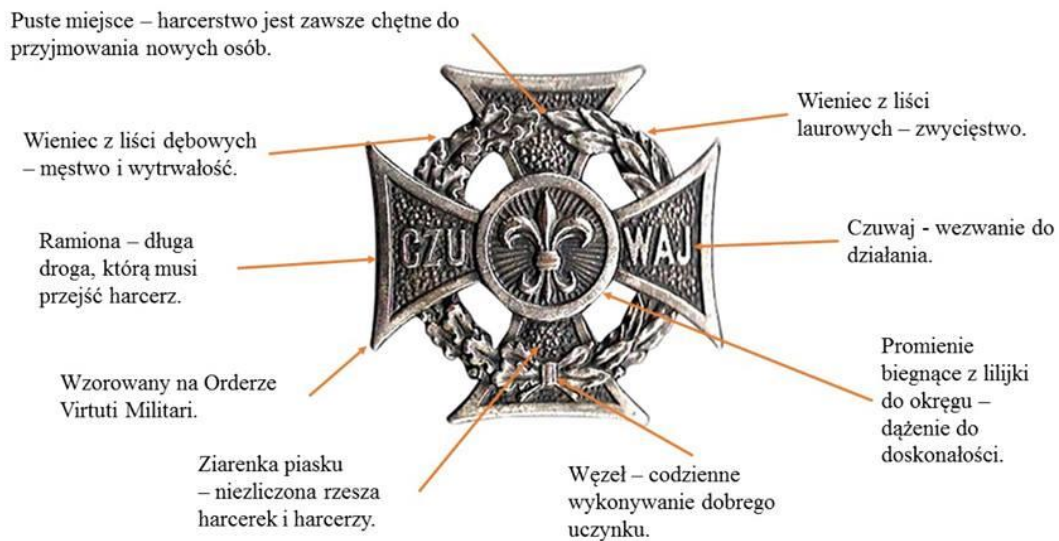 Puste miejsce – harcerstwo jest zawsze chętne do
przyjmowania nowych osób.
Wieniec z liści
laurowych – zwycięstwo.
Wieniec z liści dębowych
– męstwo i wytrwałość.
Ramiona – długa
droga, którą musi
przejść harcerz.
CZU
WAJ
Czuwaj - wezwanie do
działania.
Wzorowany na Orderze
Virtuti Militari.
Promienie
biegnące z lilijki
do okręgu –
dążenie do
doskonałości.
Ziarenka piasku
– niezliczona rzesza
harcerek i harcerzy.
Węzeł – codzienne
wykonywanie dobrego
uczynku.